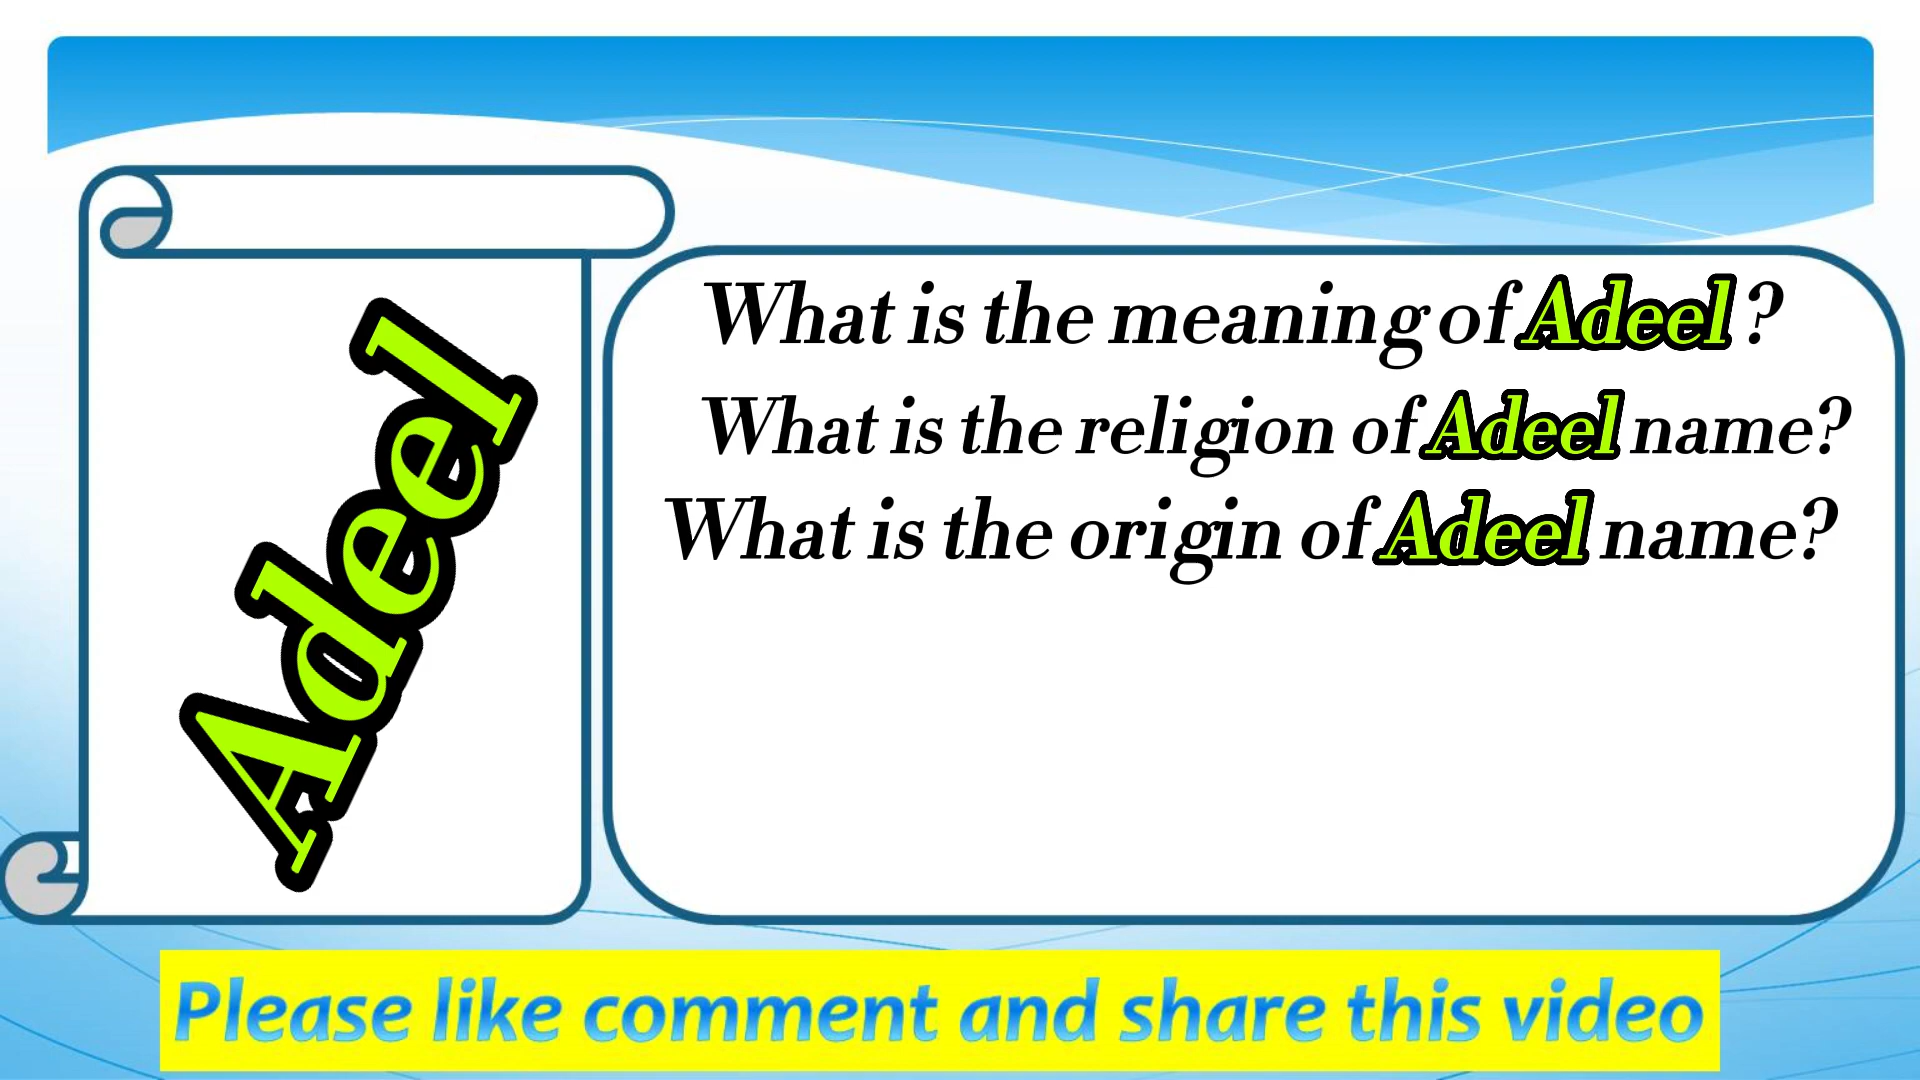 Adeel
What is the meaning of Adeel ?
What is the religion of Adeel name?
What is the origin of Adeel name?
Please like comment and share this video